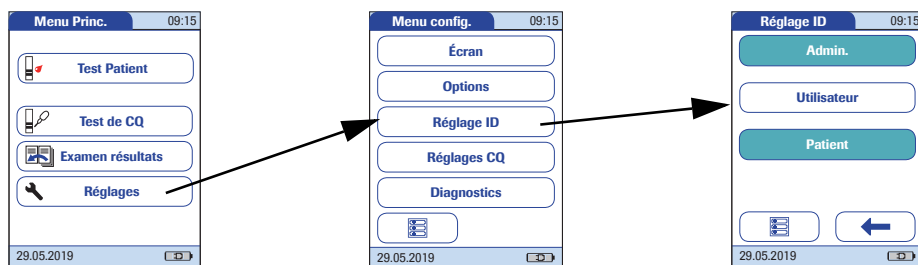 Menu Princ. 09:15
Test Patient
Test de CQ
Examen résultats
Réglages
29.05.2019
Menu config. 09:15
Écran
Options
Réglage ID
Réglages CQ
Diagnostics
29.05.2019
Réglage ID 09:15
Admin.
Utilisateur
Patient
29.05.2019